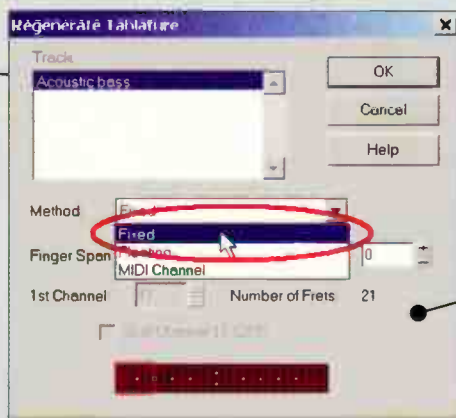 Regenerate Tablature
Track
Acoustic bass
OK
Cancel
Help
Method Fixed
Fixed
Floating
MIDI Channel
Finger Span 0
1st Channel Number of Frets 21